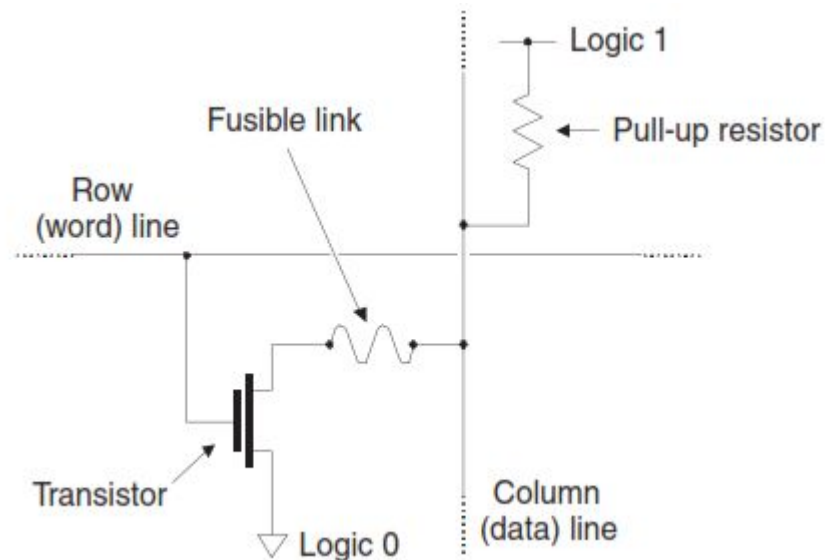 Logic 1
Fusible link
Pull-up resistor
Row
(word) line
Transistor
Column
(data) line
Logic 0